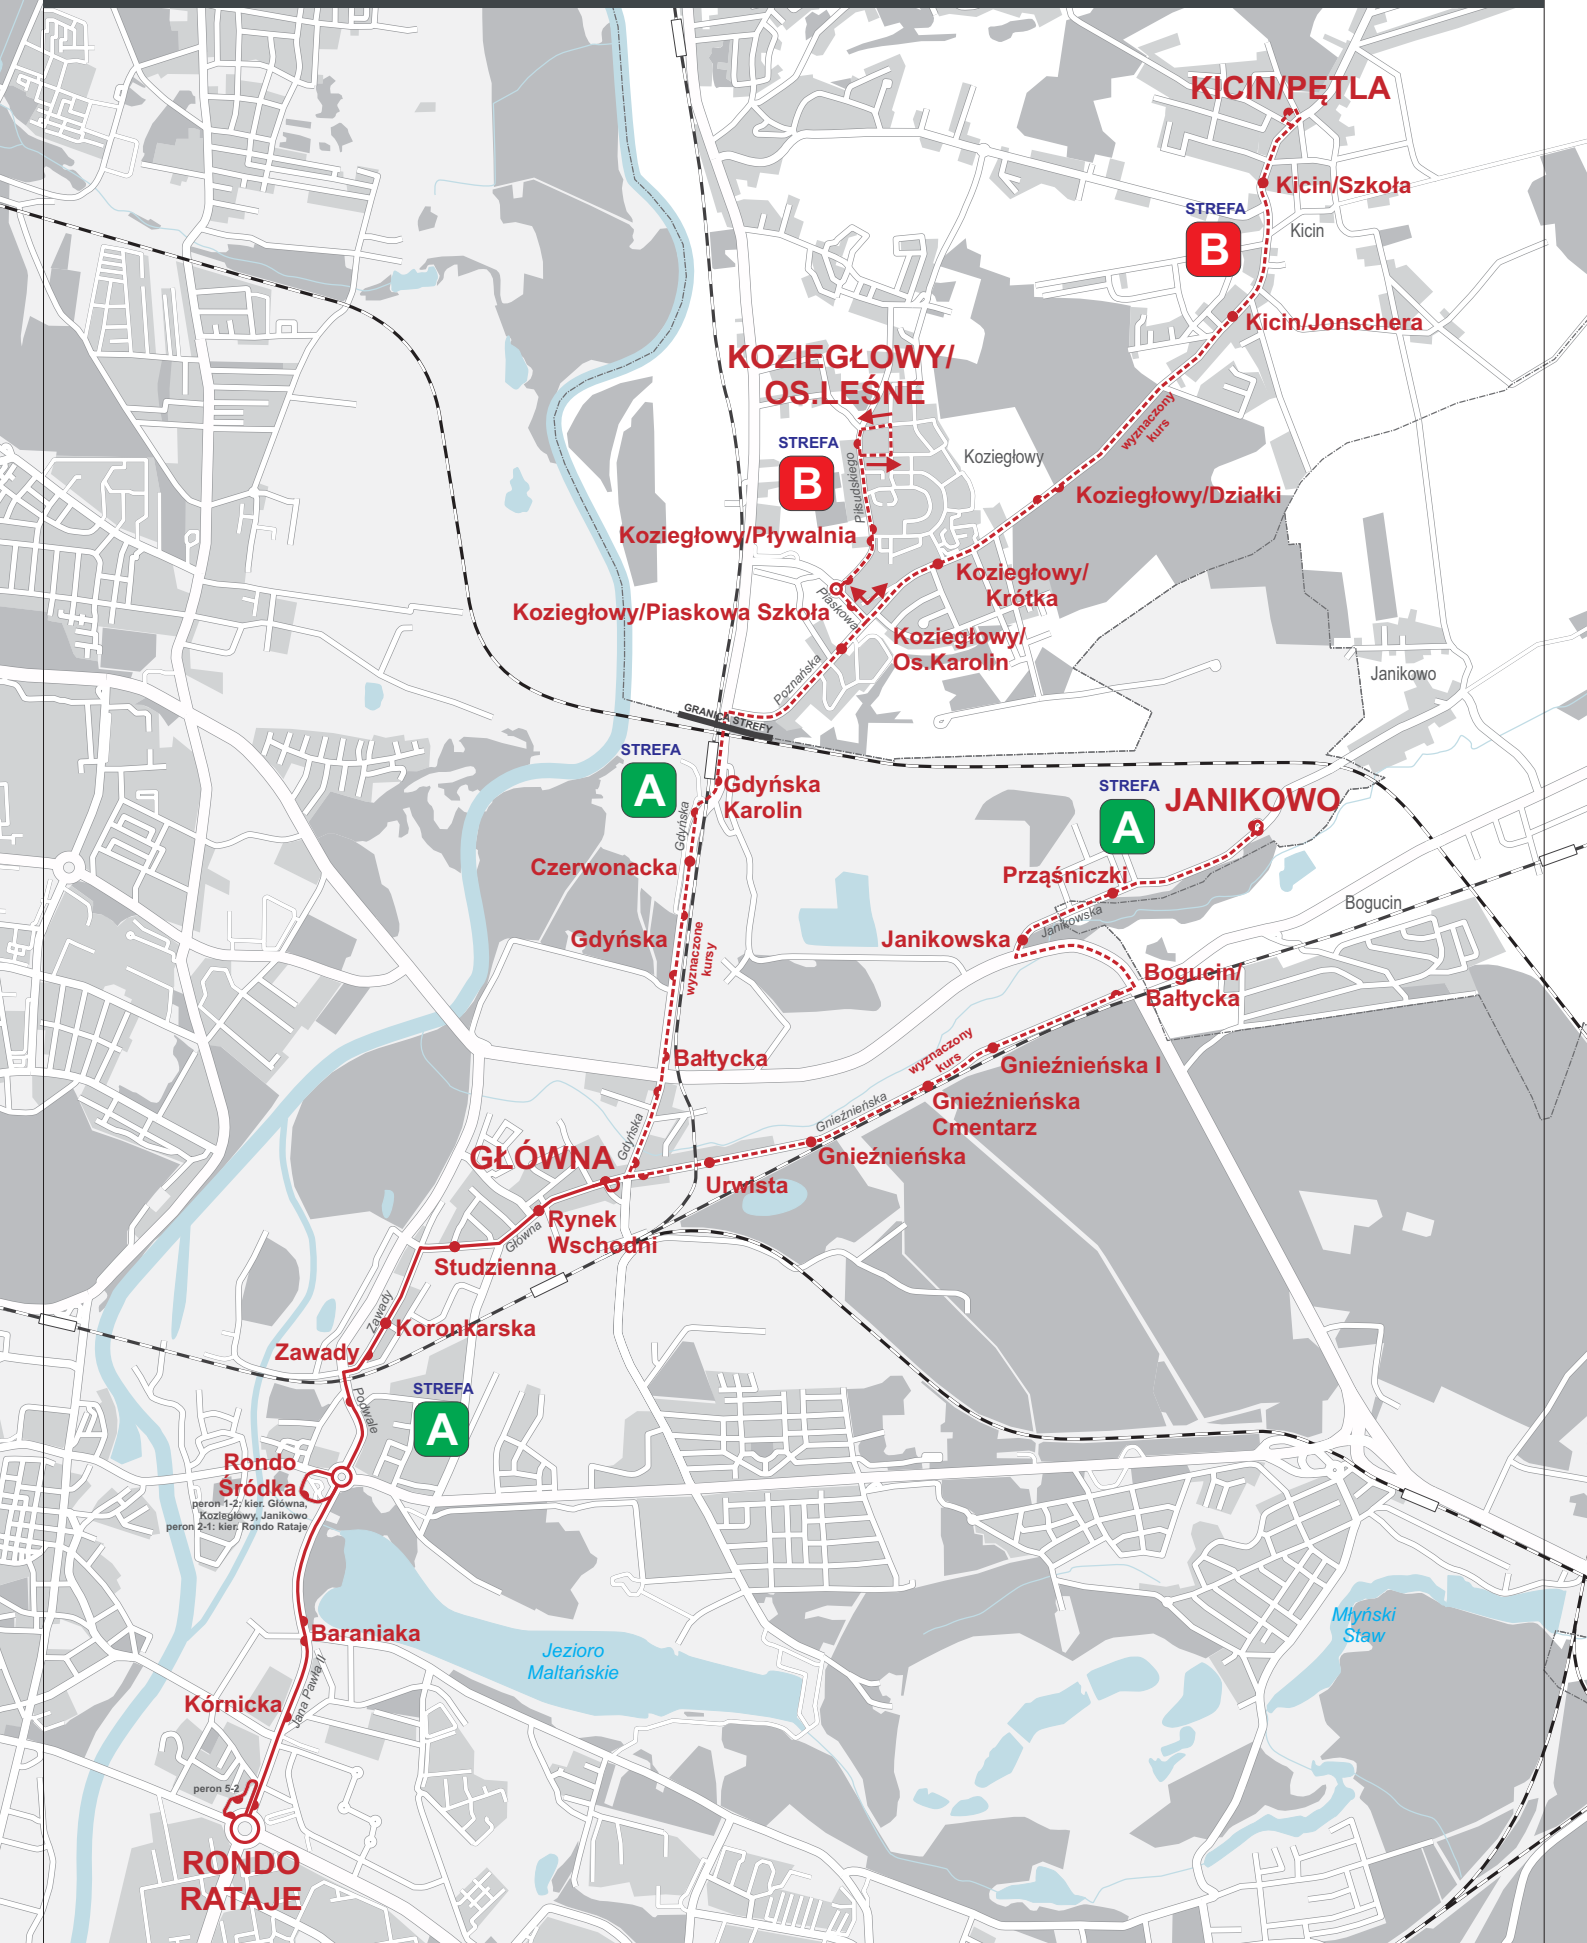 KICIN/PĘTLA
Kicin/Szkoła
STREFA
B
Kicin
Kicin/Jonschera
KOZIEGŁOWY/
OS.LEŚNE
wyznaczony
kurs
STREFA
B
Piłsudskiego
Koziegłowy
Koziegłowy/Działki
Koziegłowy/Pływalnia
Koziegłowy/
Krótka
Koziegłowy/Piaskowa Szkoła
Piaskowa
Koziegłowy/
Os.Karolin
Poznańska
Janikowo
GRANICA STREFY
STREFA
A
Gdyńska
Karolin
Gdyńska
STREFA
A
JANIKOWO
Czerwonacka
Prząśniczki
Janikowska
Bogucin
Gdyńska
wyznaczone
kursy
Janikowska
Bogucin/
Bałtycka
Bałtycka
wyznaczony
kurs
Gnieźnieńska I
Gnieźnieńska
Cmentarz
Gnieźnieńska
Gdyńska
GŁÓWNA
Gnieźnieńska
Urwista
Rynek
Wschodni
Główna
Studzienna
Zawady
Koronkarska
Zawady
Podwale
STREFA
A
Rondo
Śródka
peron 1-2: kier. Główna,
Koziegłowy, Janikowo
peron 2-1: kier. Rondo Rataje
Baraniaka
Jezioro
Maltańskie
Młyński
Staw
Kórnicka
Jana Pawła II
peron 5-2
RONDO
RATAJE